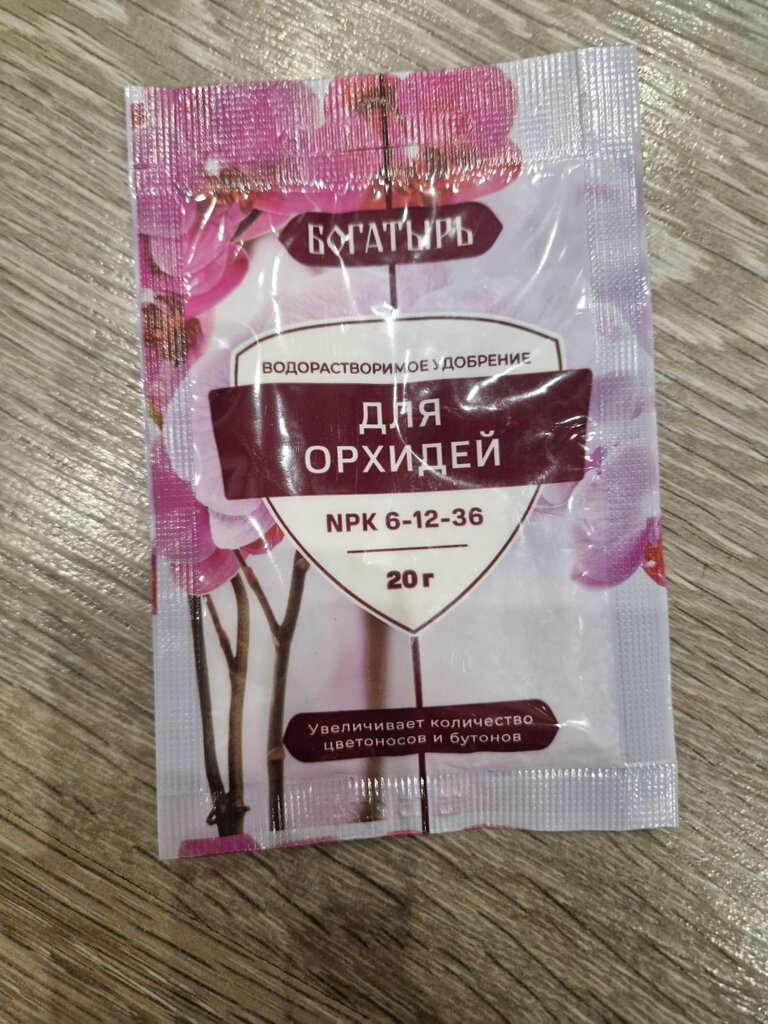 БОГАТЫРЬ
ВОДОРАСТВОРИМОЕ УДОБРЕНИЕ
ДЛЯ
ОРХИДЕЙ
NPK 6-12-36
20 г
Увеличивает количество
цветоносов и бутонов